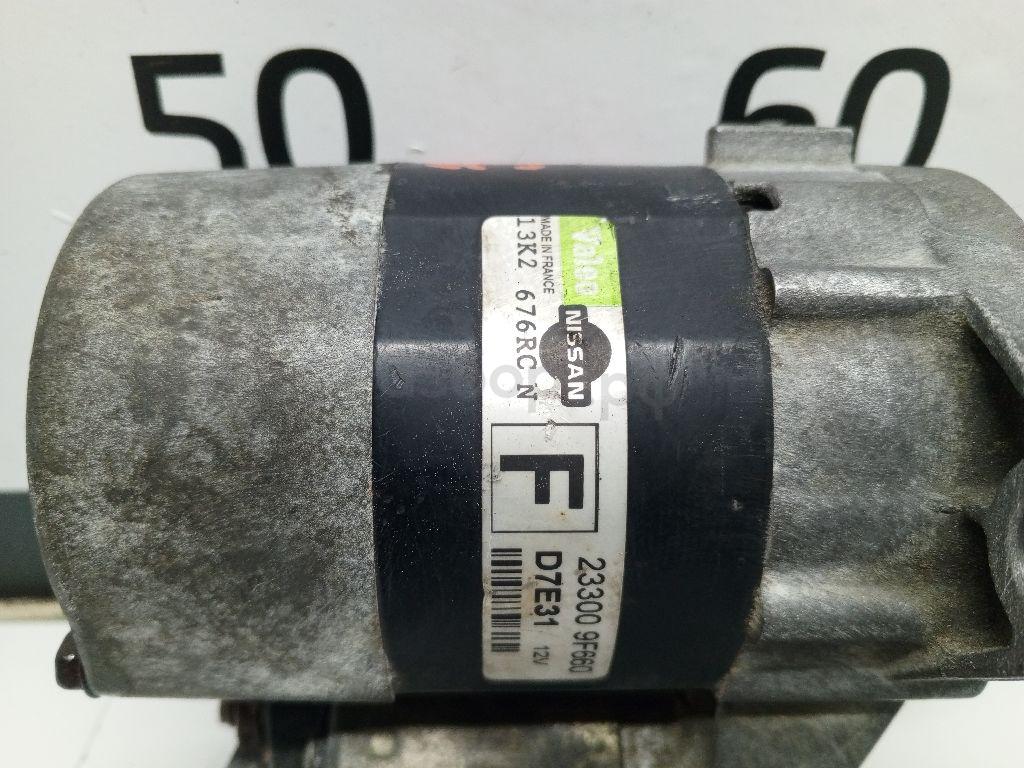 50 60
Valeo
MADE IN FRANCE
13K2 676RC N
NISSAN
F
23300 9F660
D7E31 12V